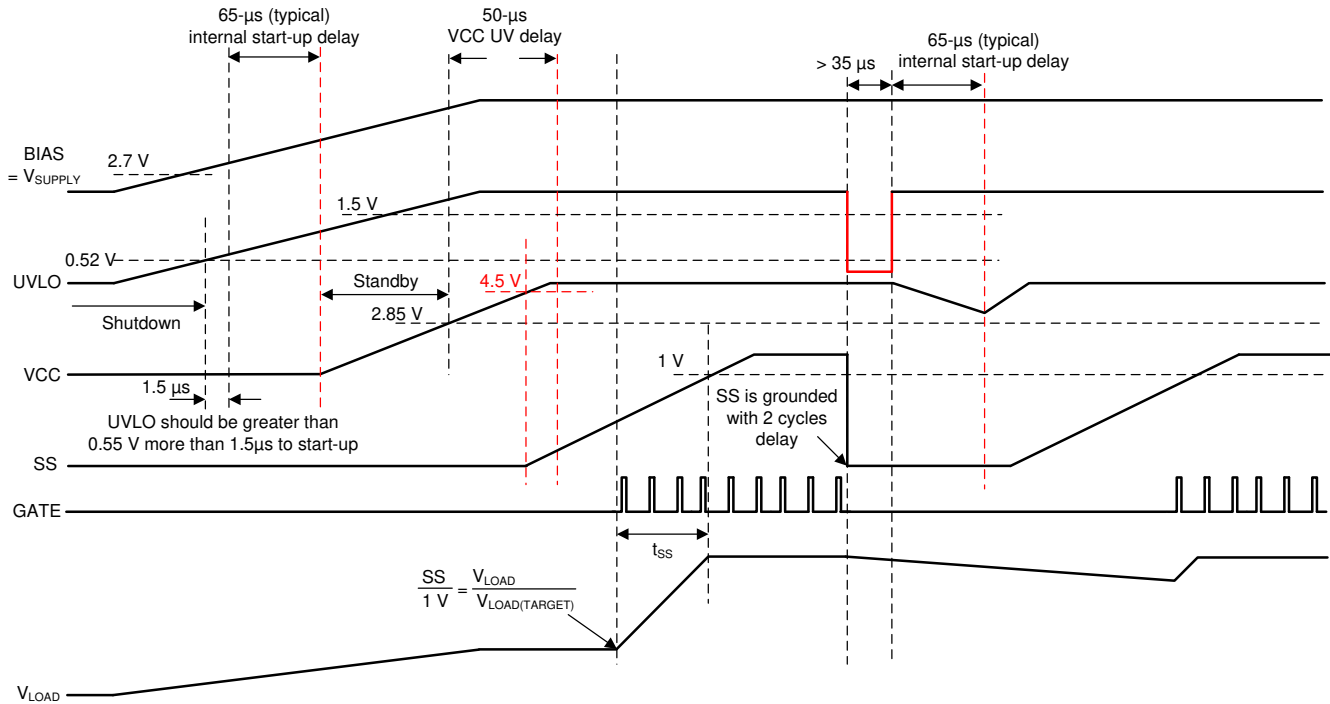 65-µs (typical)
internal start-up delay
50-µs
VCC UV delay
> 35 µs
65-µs (typical)
internal start-up delay
BIAS
= VSUPPLY
2.7 V
1.5 V
0.52 V
UVLO
Standby
4.5 V
Shutdown
2.85 V
VCC
1.5 µs
1 V
UVLO should be greater than
0.55 V more than 1.5µs to start-up
SS is grounded
with 2 cycles
delay
SS
GATE
tSS
SS
1 V
=
VLOAD
VLOAD(TARGET)
VLOAD